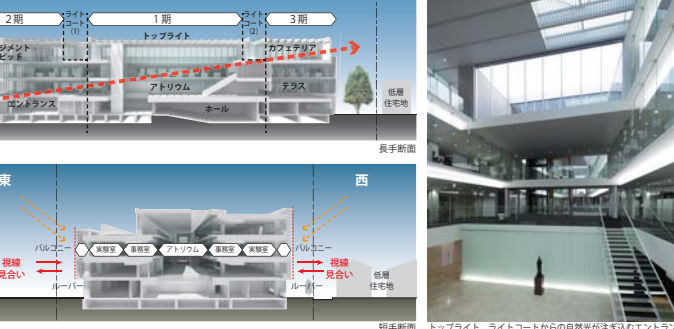 2期
ライト
コート
(1)
1期
ライト
コート
(2)
3期
ジメント
ピット
トップライト
カフェテリア
エントランス
アトリウム
ホール
テラス
低層
住宅地
長手断面
東
西
バルコニー
実験室
事務室
アトリウム
事務室
実験室
バルコニー
視線
見合い
視線
見合い
ルーバー
ルーバー
低層
住宅地
短手断面
トップライト、ライトコートからの自然光が注ぎ込むエントラン